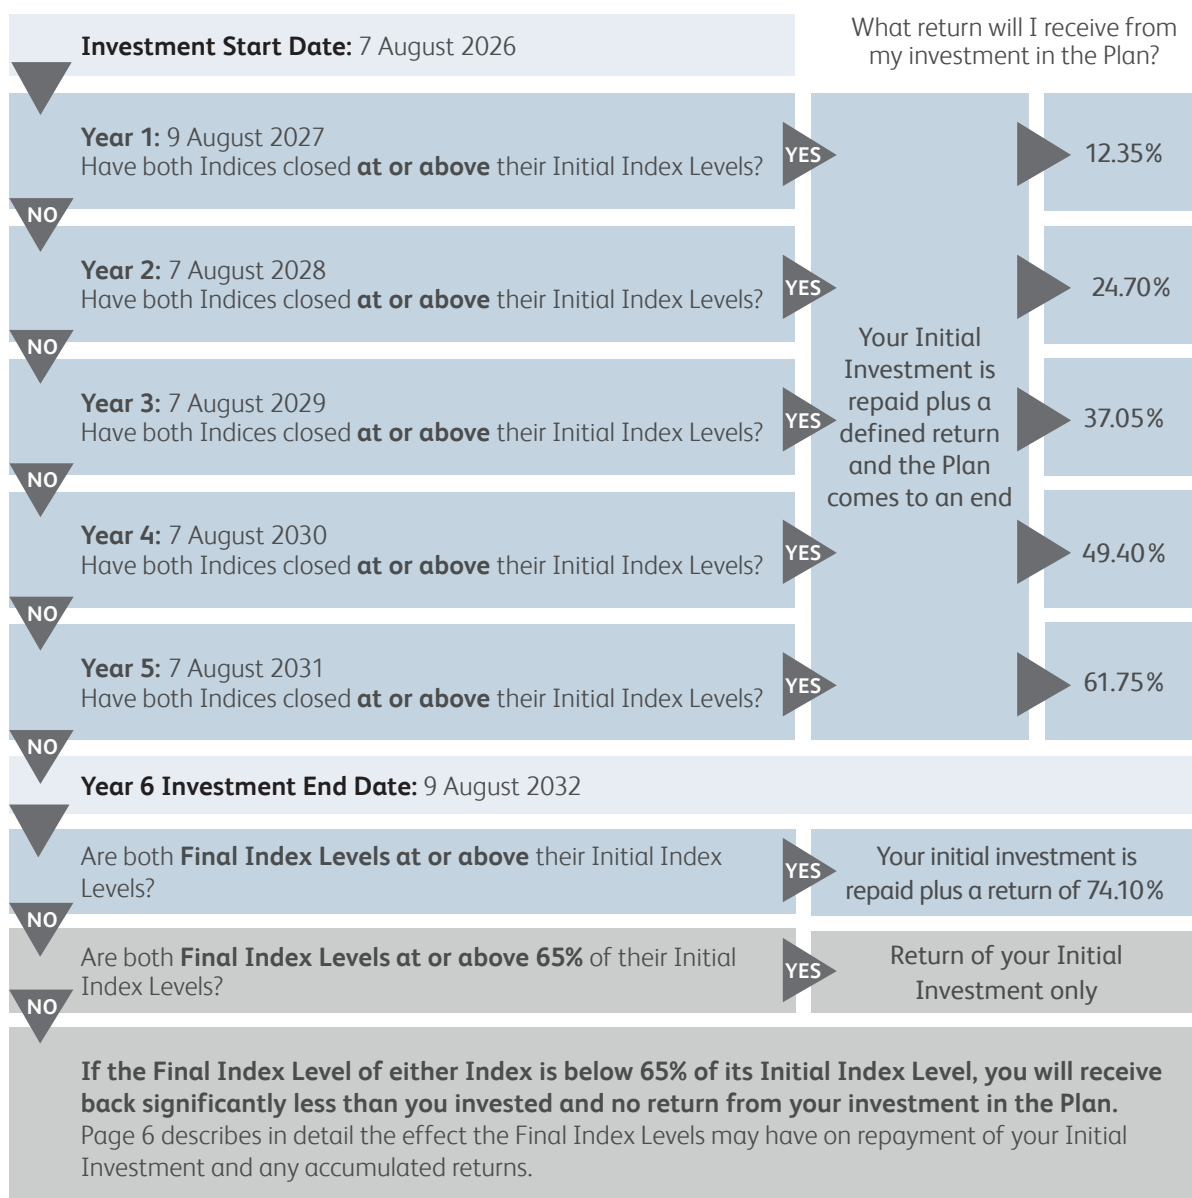 Investment Start Date: 7 August 2026
What return will I receive from
my investment in the Plan?
Year 1: 9 August 2027
Have both Indices closed at or above their Initial Index Levels?
YES
12.35%
NO
Year 2: 7 August 2028
Have both Indices closed at or above their Initial Index Levels?
YES
24.70%
NO
Year 3: 7 August 2029
Have both Indices closed at or above their Initial Index Levels?
YES
Your Initial
Investment is
repaid plus a
defined return
and the Plan
comes to an end
37.05%
NO
Year 4: 7 August 2030
Have both Indices closed at or above their Initial Index Levels?
YES
49.40%
NO
Year 5: 7 August 2031
Have both Indices closed at or above their Initial Index Levels?
YES
61.75%
NO
Year 6 Investment End Date: 9 August 2032
Are both Final Index Levels at or above their Initial Index
Levels?
YES
Your initial investment is
repaid plus a return of 74.10%
NO
Are both Final Index Levels at or above 65% of their Initial
Index Levels?
YES
Return of your Initial
Investment only
NO
If the Final Index Level of either Index is below 65% of its Initial Index Level, you will receive
back significantly less than you invested and no return from your investment in the Plan.
Page 6 describes in detail the effect the Final Index Levels may have on repayment of your Initial
Investment and any accumulated returns.